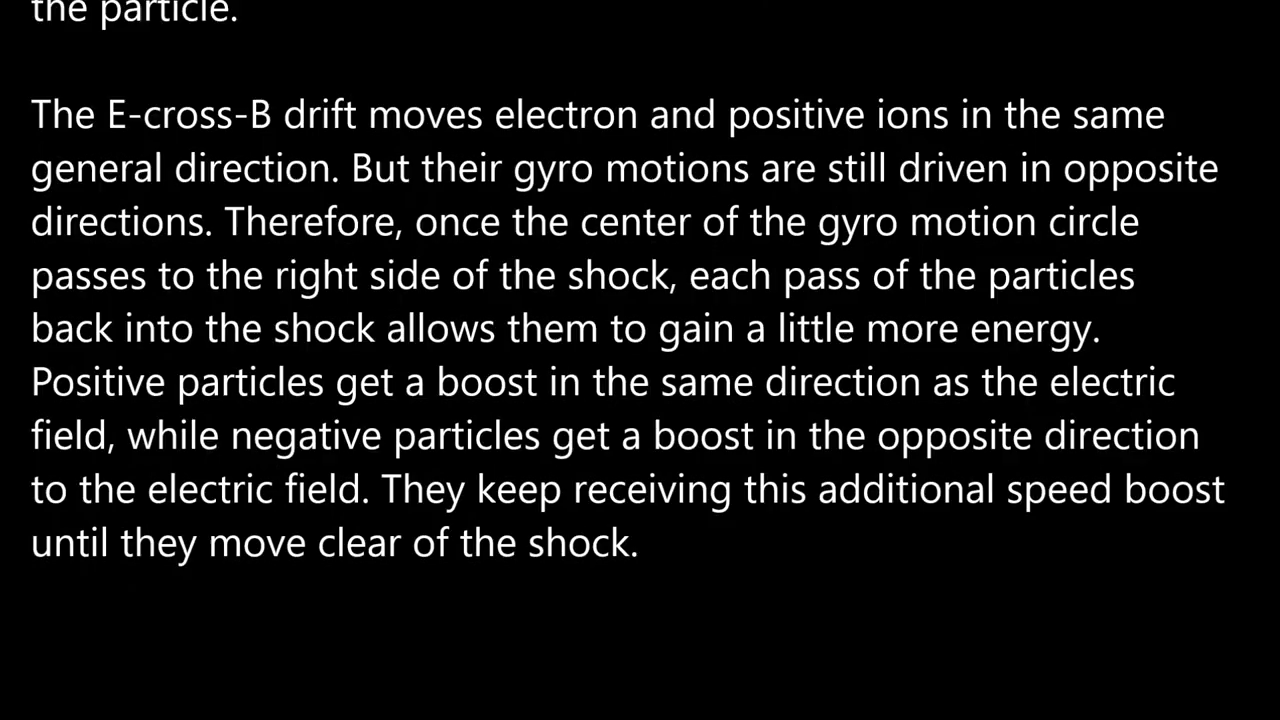 the particle.
The E-cross-B drift moves electron and positive ions in the same
general direction. But their gyro motions are still driven in opposite
directions. Therefore, once the center of the gyro motion circle
passes to the right side of the shock, each pass of the particles
back into the shock allows them to gain a little more energy.
Positive particles get a boost in the same direction as the electric
field, while negative particles get a boost in the opposite direction
to the electric field. They keep receiving this additional speed boost
until they move clear of the shock.